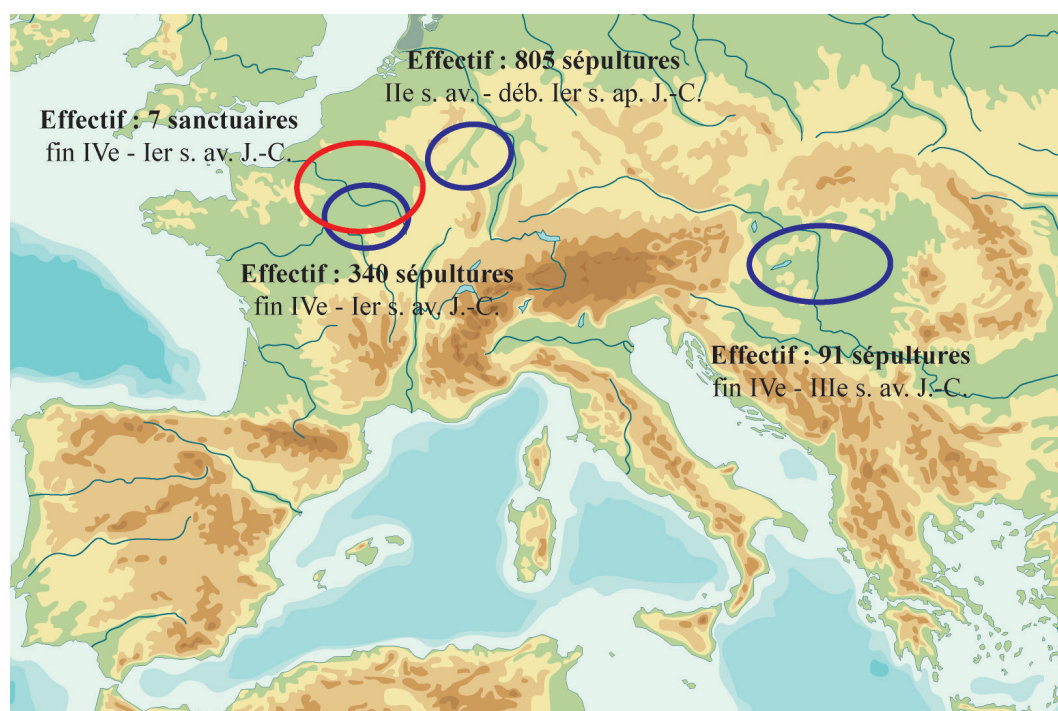 Effectif : 805 sépultures
IIe s. av. - déb. Ier s. ap. J.-C.
Effectif : 7 sanctuaires
fin IVe - Ier s. av. J.-C.
Effectif : 340 sépultures
fin IVe - Ier s. av. J.-C.
Effectif : 91 sépultures
fin IVe - IIIe s. av. J.-C.